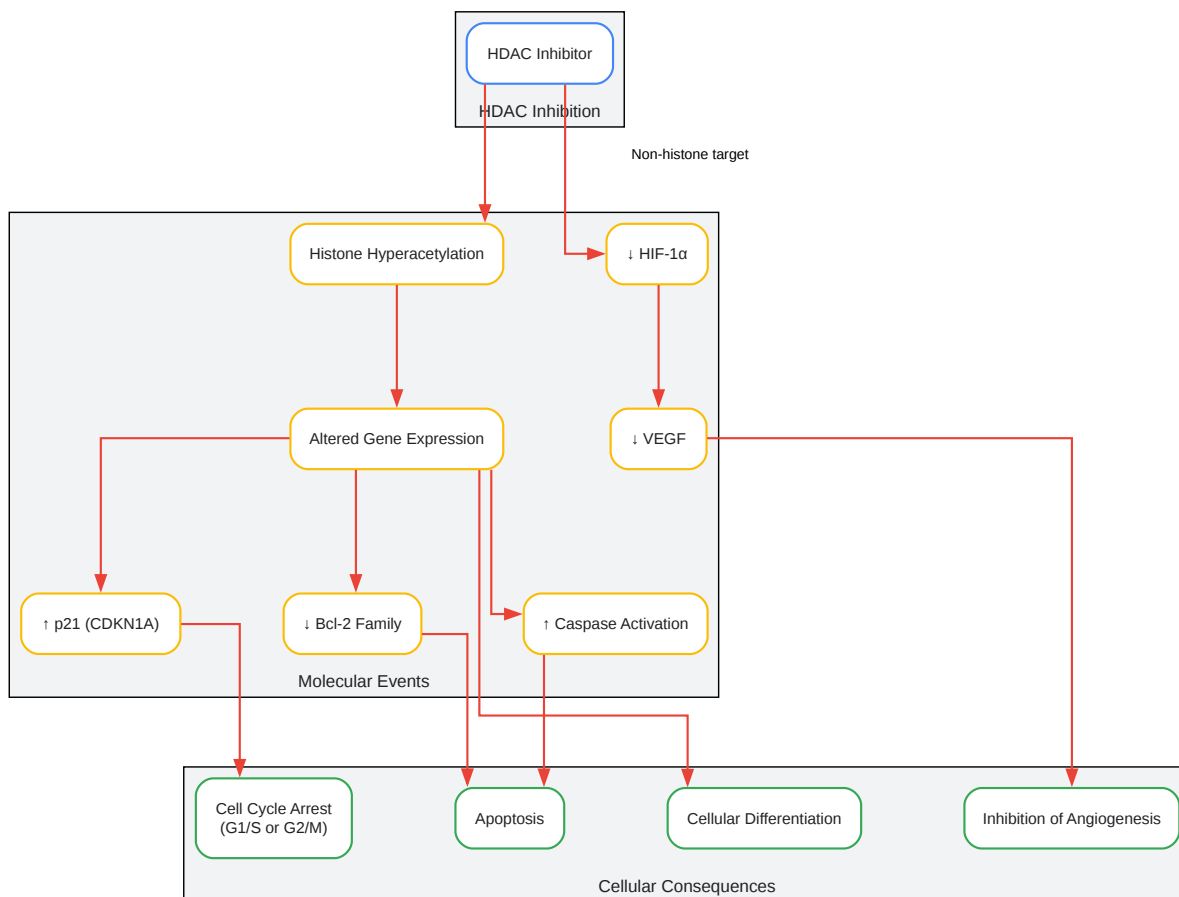 HDAC Inhibitor
HDAC Inhibition
Non-histone target
Histone Hyperacetylation
↓ HIF-1α
Altered Gene Expression
↓ VEGF
↑ p21 (CDKN1A)
↓ Bcl-2 Family
↑ Caspase Activation
Molecular Events
Cell Cycle Arrest
(G1/S or G2/M)
Apoptosis
Cellular Differentiation
Inhibition of Angiogenesis
Cellular Consequences